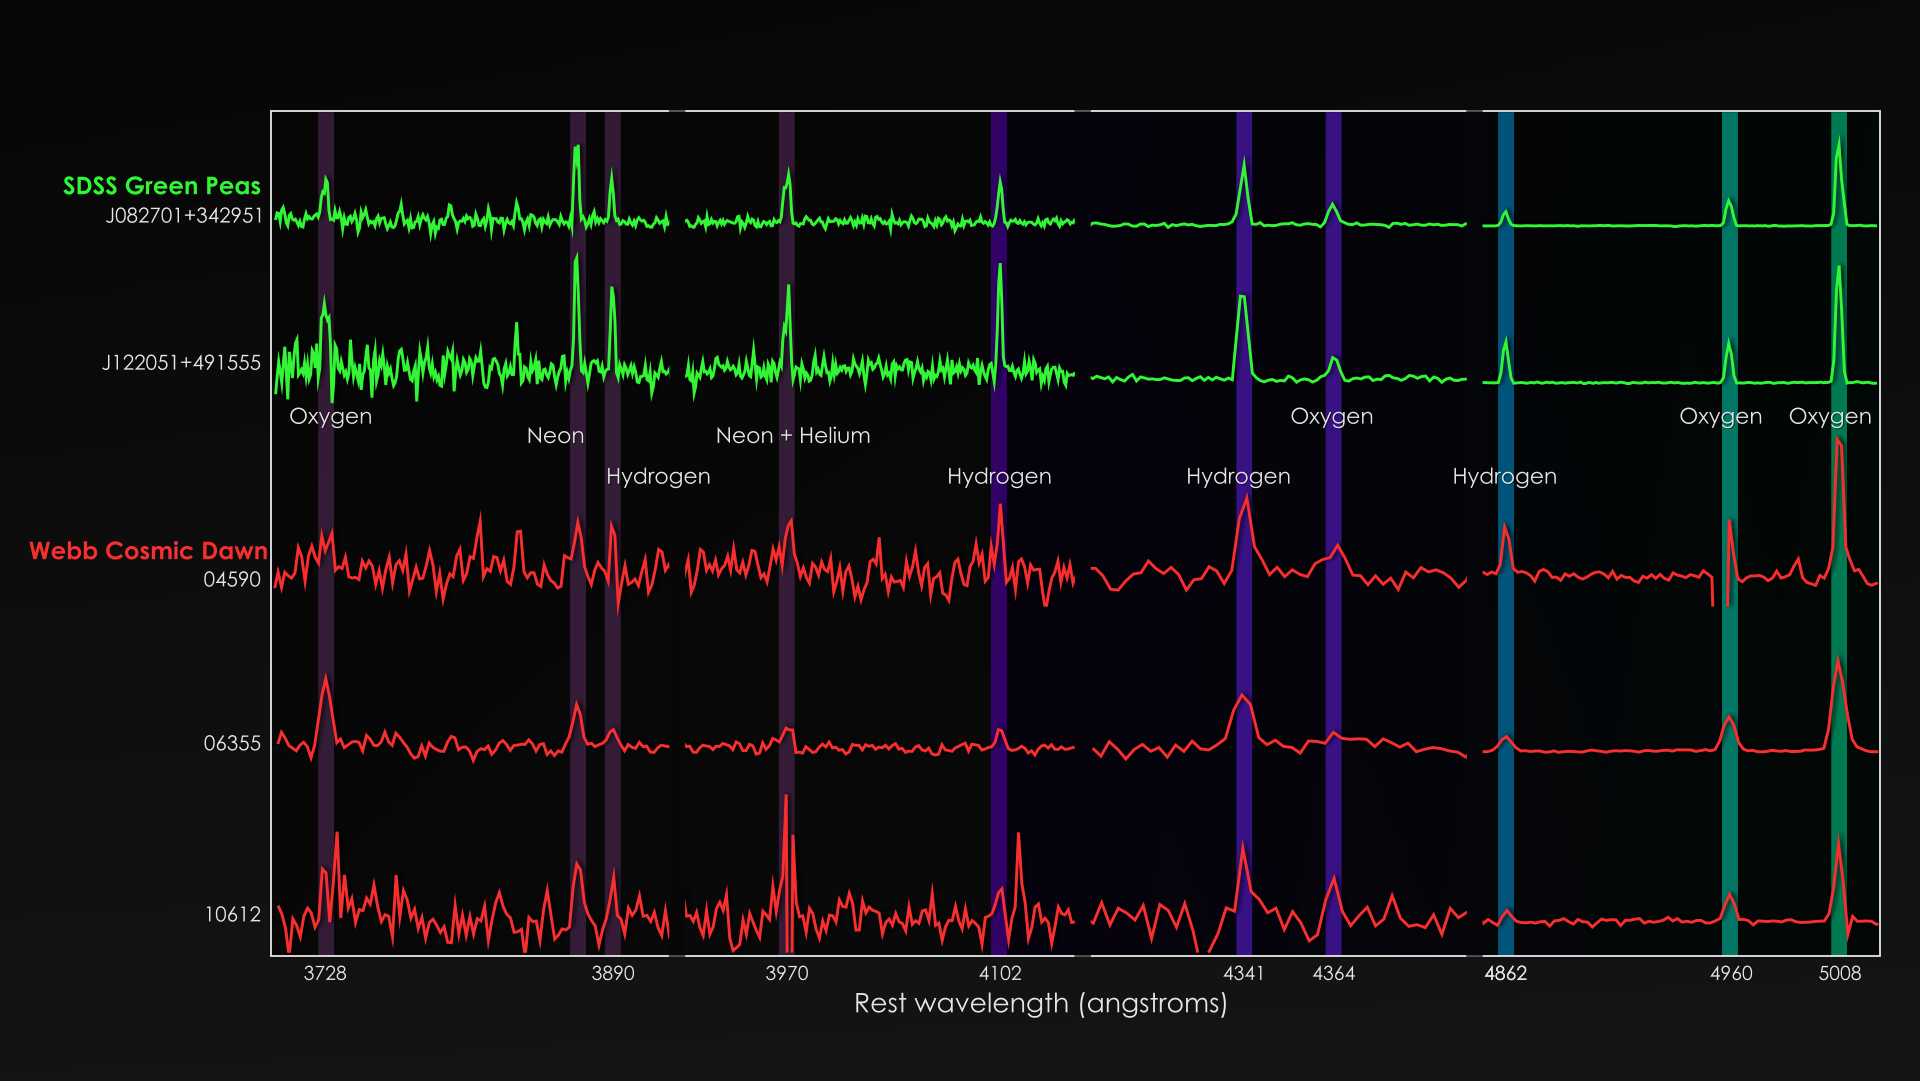 SDSS Green Peas
J082701+342951
J122051+491555
Oxygen
Neon
Neon + Helium
Hydrogen
Hydrogen
Hydrogen
Oxygen
Hydrogen
Oxygen
Oxygen
Webb Cosmic Dawn
04590
06355
10612
3728
3890
3970
4102
4341
4364
4862
4960
5008
Rest wavelength (angstroms)